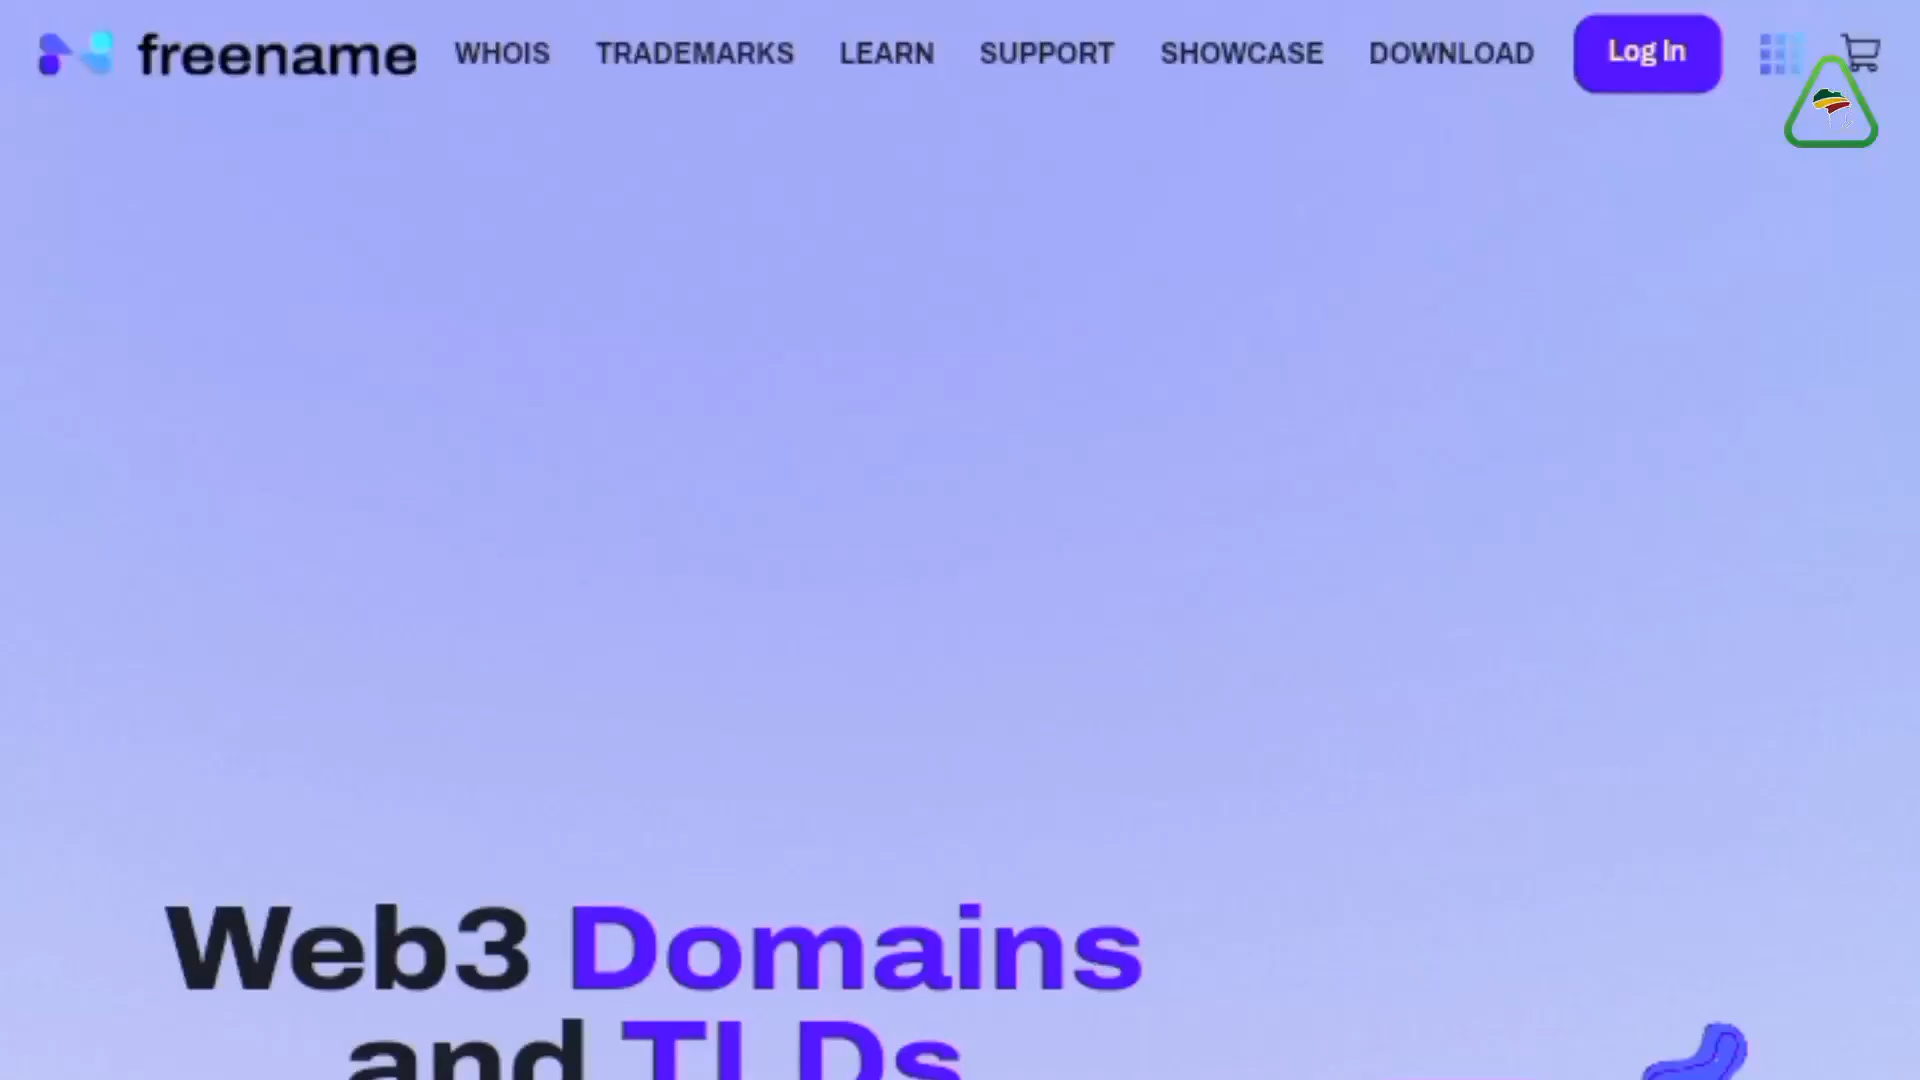 freename WHOIS TRADEMARKS LEARN SUPPORT SHOWCASE DOWNLOAD Log In
Web3 Domains
and TLDs